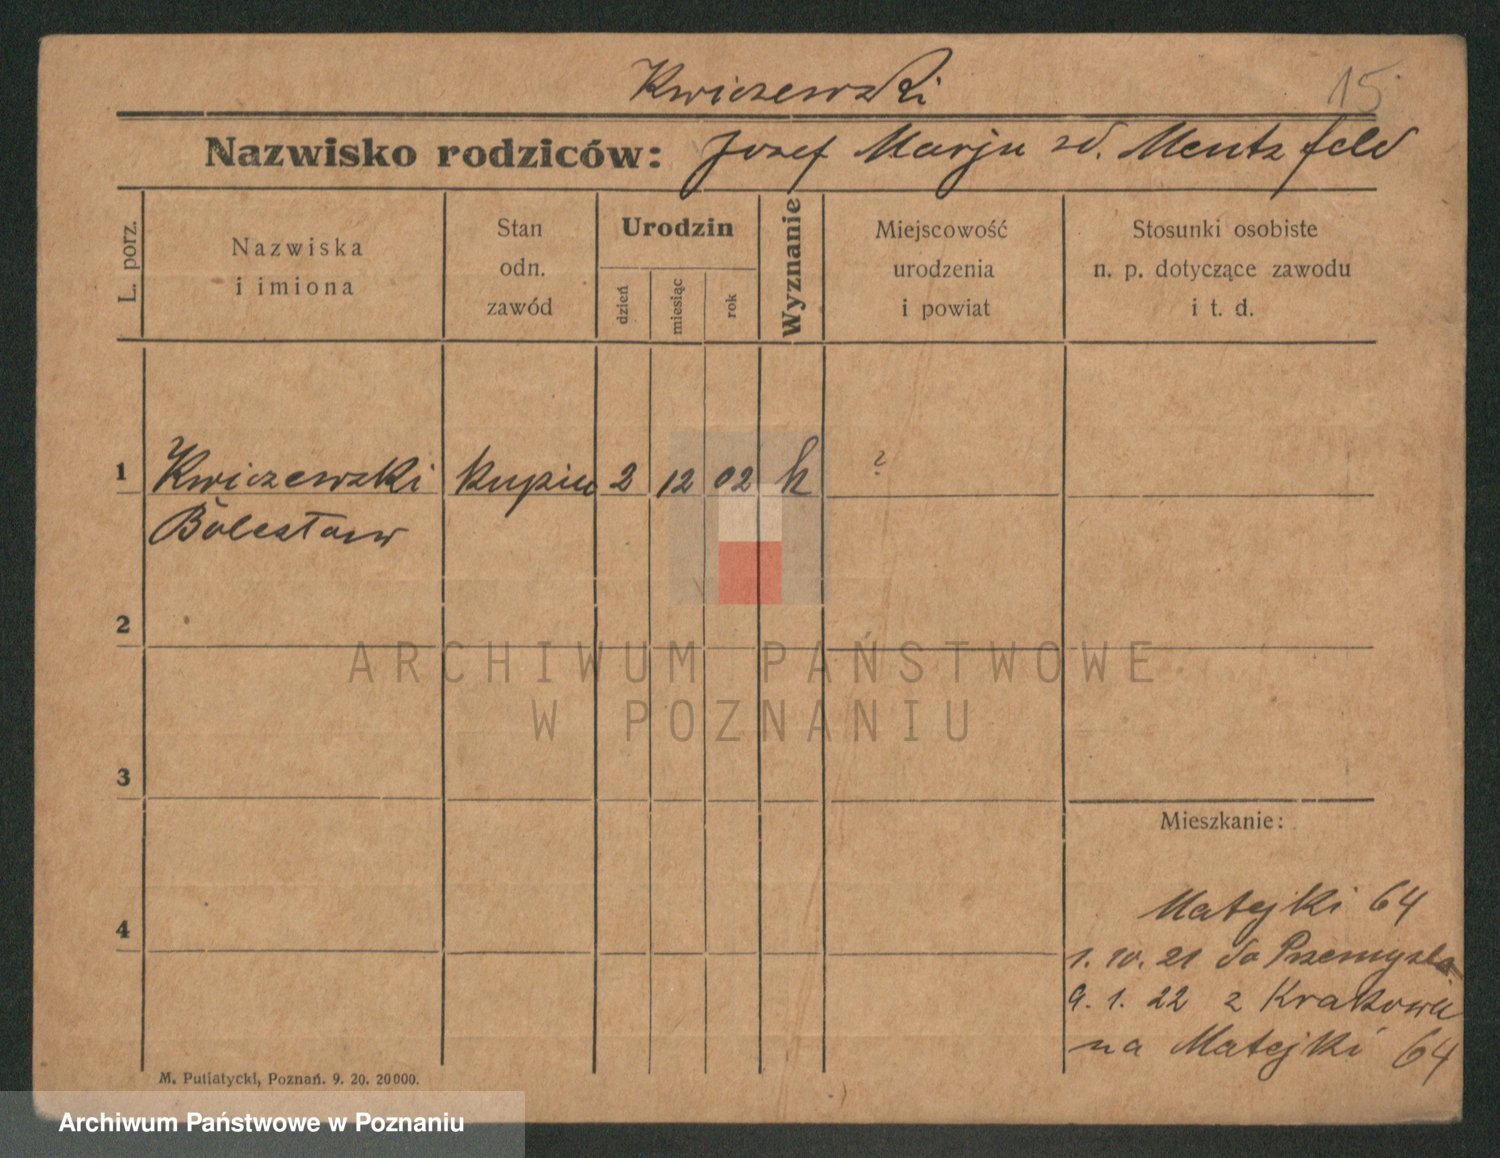 Kwiczewski
15
Nazwisko rodziców: Josef Marju zd. Mentzfeld
L. porz.
Nazwiska
i imiona
Stan
odn.
zawód
Urodzin
dzień
miesiąc
rok
Wyznanie
Miejscowość
urodzenia
i powiat
Stosunki osobiste
n. p. dotyczące zawodu
i t. d.
1 Kwiczewski kupiec 2 12 02 k ?
Bolesław
2
ARCHIWUM PAŃSTWOWE
W POZNANIU
3
Mieszkanie:
4
Matejki 64
1. 10. 21 do Przemyśla
9. 1. 22 z Krakowa
na Matejki 64
M. Putiatycki, Poznań. 9. 20. 20000.
Archiwum Państwowe w Poznaniu